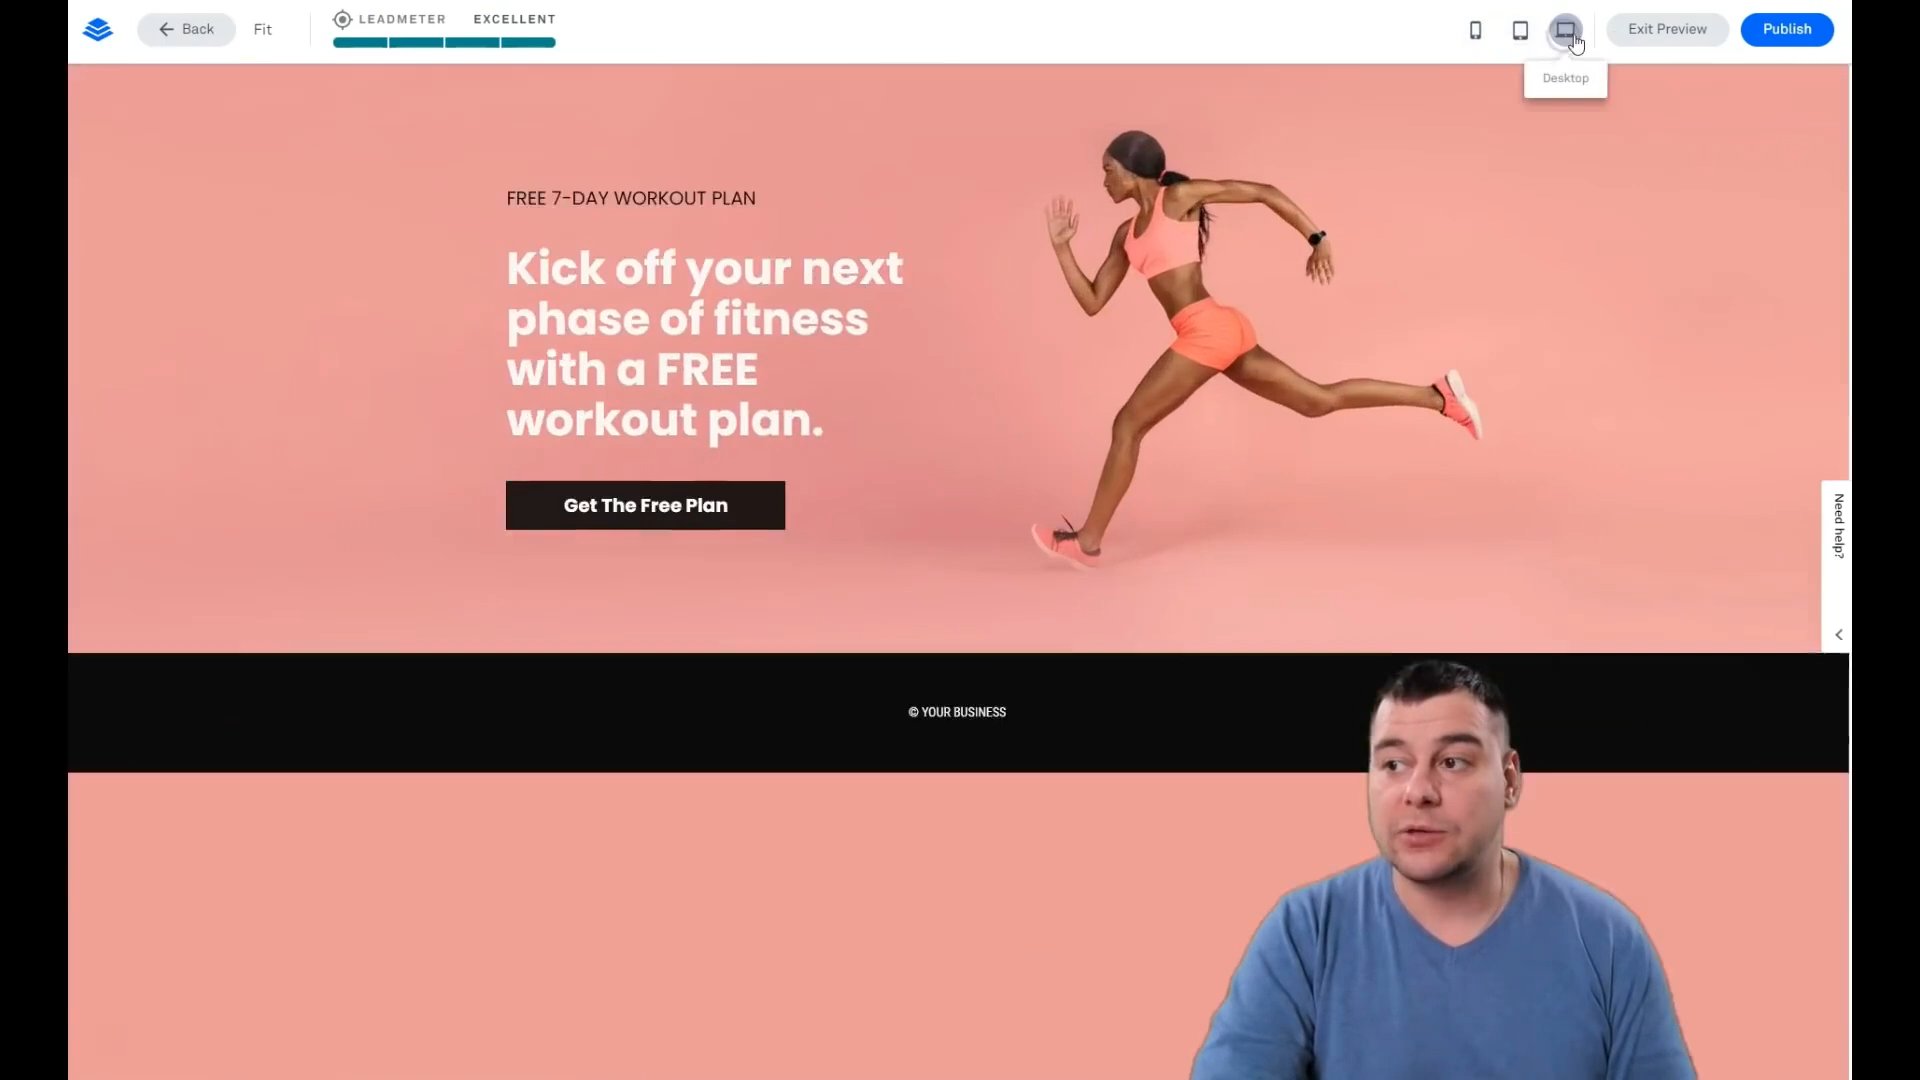 Back
Fit
LEADMETER
EXCELLENT
Exit Preview
Publish
Desktop
FREE 7-DAY WORKOUT PLAN
Kick off your next
phase of fitness
with a FREE
workout plan.
Get The Free Plan
Need help?
© YOUR BUSINESS